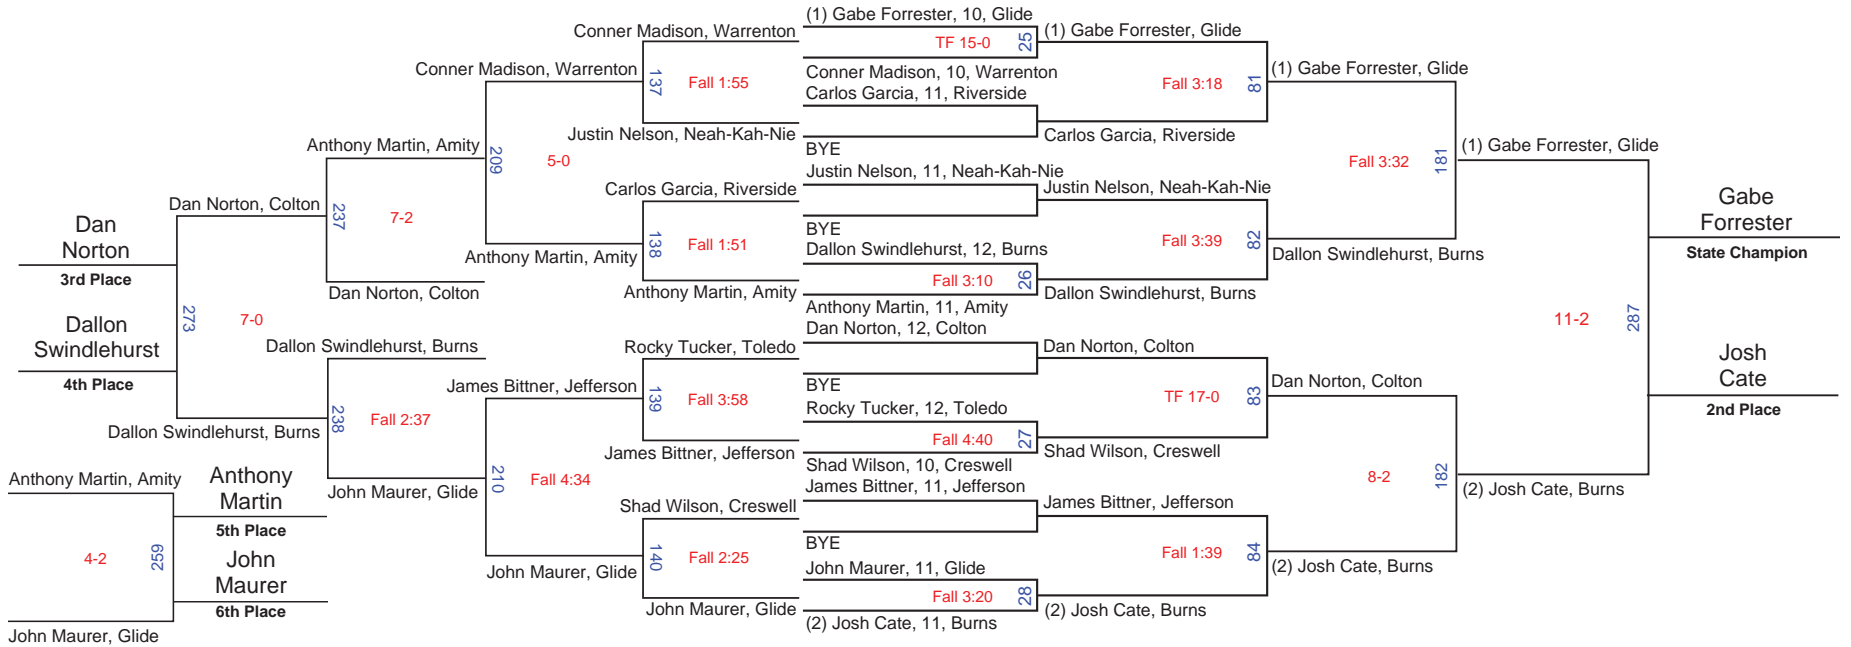 (1) Gabe Forrester, 10, Glide
TF 15-0
25
Conner Madison, 10, Warrenton
Carlos Garcia, 11, Riverside
BYE
Justin Nelson, 11, Neah-Kah-Nie
BYE
Dallon Swindlehurst, 12, Burns
Fall 3:10
26
Anthony Martin, 11, Amity
Dan Norton, 12, Colton
BYE
Rocky Tucker, 12, Toledo
Fall 4:40
27
Shad Wilson, 10, Creswell
James Bittner, 11, Jefferson
BYE
John Maurer, 11, Glide
Fall 3:20
28
(2) Josh Cate, 11, Burns
(1) Gabe Forrester, Glide
Fall 3:18
81
Carlos Garcia, Riverside
Justin Nelson, Neah-Kah-Nie
Fall 3:39
82
Dallon Swindlehurst, Burns
Dan Norton, Colton
TF 17-0
83
Shad Wilson, Creswell
James Bittner, Jefferson
Fall 1:39
84
(2) Josh Cate, Burns
(1) Gabe Forrester, Glide
Fall 3:32
181
Dallon Swindlehurst, Burns
Dan Norton, Colton
8-2
182
(2) Josh Cate, Burns
(1) Gabe Forrester, Glide
11-2
287
(2) Josh Cate, Burns
Gabe
Forrester
State Champion
Josh
Cate
2nd Place
Conner Madison, Warrenton
Fall 1:55
137
Justin Nelson, Neah-Kah-Nie
Carlos Garcia, Riverside
Fall 1:51
138
Anthony Martin, Amity
Rocky Tucker, Toledo
Fall 3:58
139
James Bittner, Jefferson
Shad Wilson, Creswell
Fall 2:25
140
John Maurer, Glide
Conner Madison, Warrenton
5-0
209
Anthony Martin, Amity
James Bittner, Jefferson
Fall 4:34
210
John Maurer, Glide
Anthony Martin, Amity
7-2
237
Dan Norton, Colton
Dallon Swindlehurst, Burns
Fall 2:37
238
John Maurer, Glide
Dan Norton, Colton
7-0
273
Dallon Swindlehurst, Burns
Dan
Norton
3rd Place
Dallon
Swindlehurst
4th Place
Anthony Martin, Amity
4-2
259
John Maurer, Glide
Anthony
Martin
5th Place
John
Maurer
6th Place